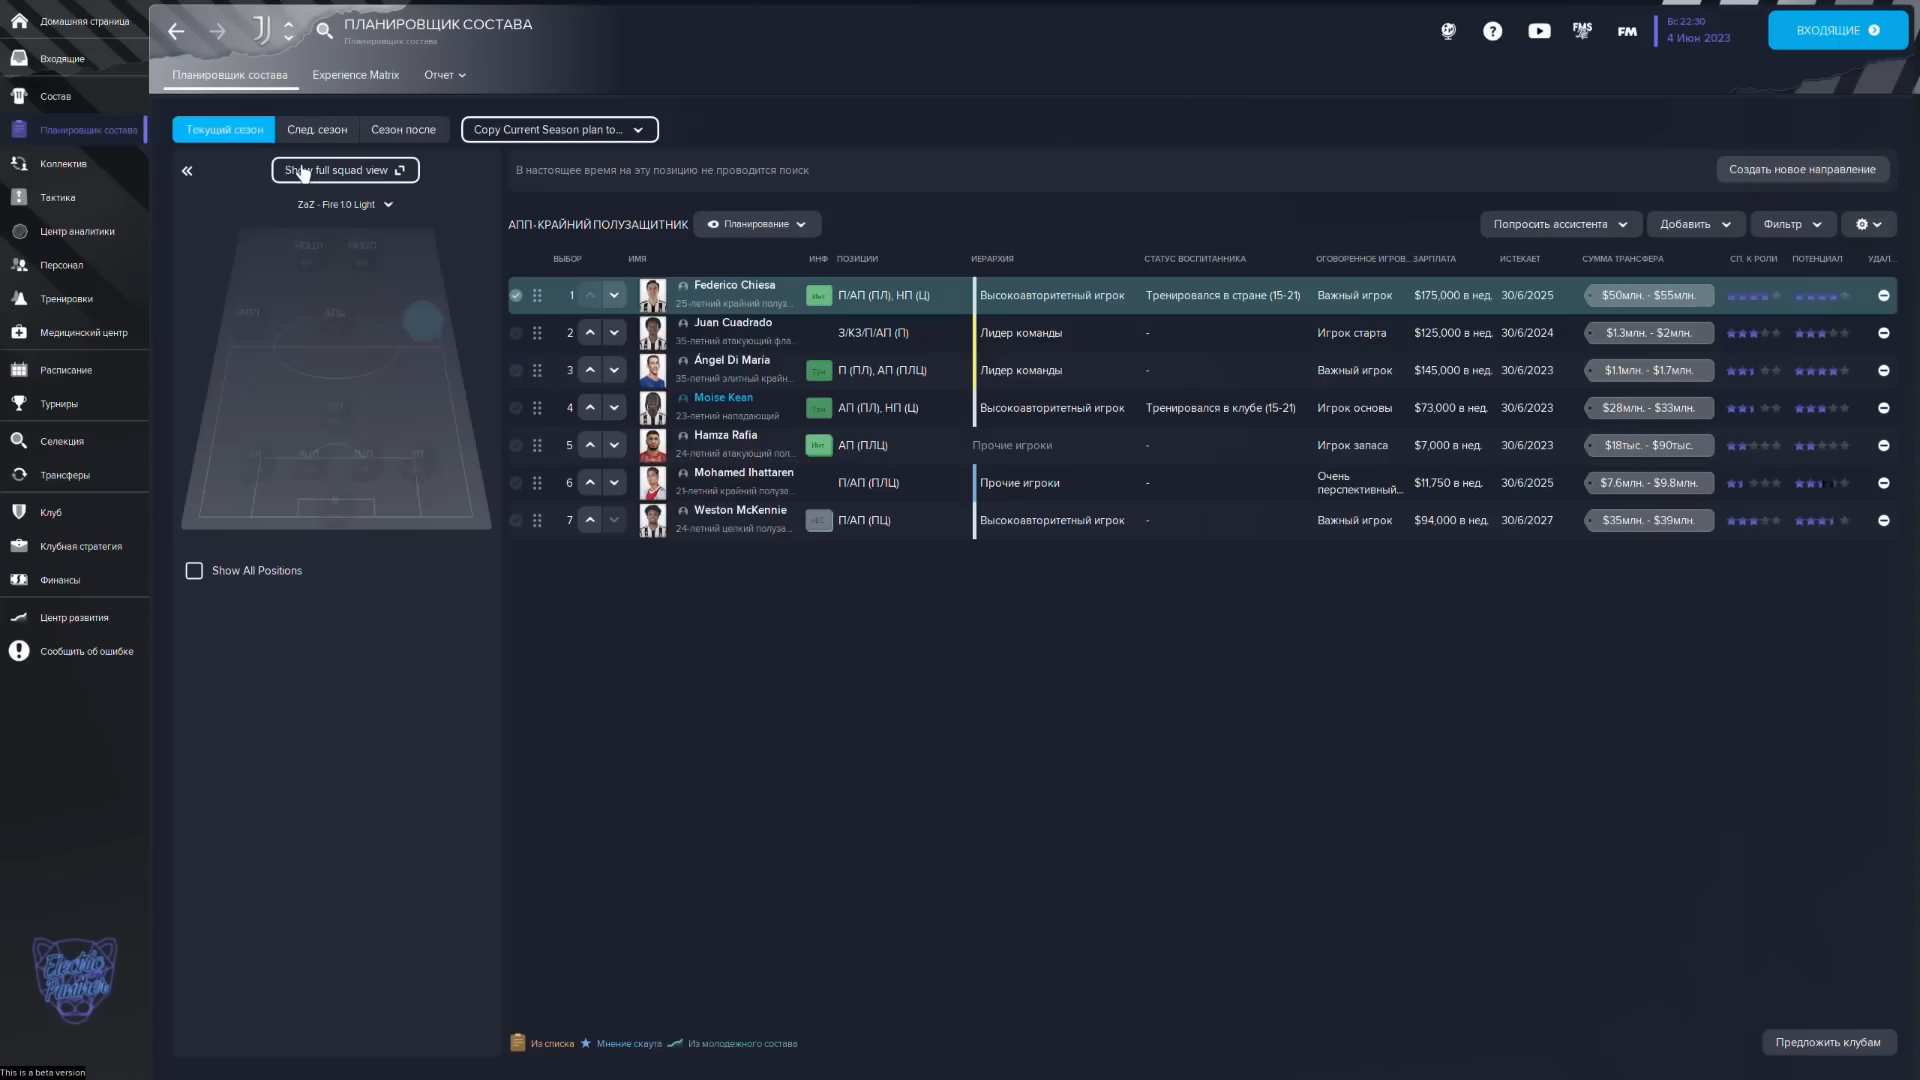 Домашняя страница
Входящие
Состав
Планировщик состава
Коллектив
Тактика
Центр аналитики
Персонал
Тренировки
Медицинский центр
Расписание
Турниры
Селекция
Трансферы
Клуб
Клубная стратегия
Финансы
Центр развития
Сообщить об ошибке
Electric Panther
This is a beta version
ПЛАНИРОВЩИК СОСТАВА
Планировщик состава
FM
Вс 22:30
4 Июн 2023
ВХОДЯЩИЕ
Планировщик состава Experience Matrix Отчет
Текущий сезон След. сезон Сезон после Copy Current Season plan to...
Show full squad view
ZaZ - Fire 1.0 Light
Show All Positions
В настоящее время на эту позицию не проводится поиск
Создать новое направление
АПП-КРАЙНИЙ ПОЛУЗАЩИТНИК Планирование Попросить ассистента Добавить Фильтр
ВЫБОР ИМЯ ИНФ ПОЗИЦИИ ИЕРАРХИЯ СТАТУС ВОСПИТАННИКА ОГОВОРЕННОЕ ИГРОВ... ЗАРПЛАТА ИСТЕКАЕТ СУММА ТРАНСФЕРА СП. К РОЛИ ПОТЕНЦИАЛ УДАЛ...
1 Federico Chiesa Инт П/АП (ПЛ), НП (Ц) Высокоавторитетный игрок Тренировался в стране (15-21) Важный игрок $175,000 в нед. 30/6/2025 $50млн. - $55млн.
25-летний крайний полуз...
2 Juan Cuadrado З/КЗ/П/АП (П) Лидер команды - Игрок старта $125,000 в нед. 30/6/2024 $1.3млн. - $2млн.
35-летний атакующий фла...
3 Ángel Di María П (ПЛ), АП (ПЛЦ) Лидер команды - Важный игрок $145,000 в нед. 30/6/2023 $1.1млн. - $1.7млн.
35-летний элитный крайн...
4 Moise Kean АП (ПЛ), НП (Ц) Высокоавторитетный игрок Тренировался в клубе (15-21) Игрок основы $73,000 в нед. 30/6/2023 $28млн. - $33млн.
23-летний нападающий
5 Hamza Rafia Инт АП (ПЛЦ) Прочие игроки - Игрок запаса $7,000 в нед. 30/6/2023 $18тыс. - $90тыс.
24-летний атакующий пол...
6 Mohamed Ihattaren П/АП (ПЛЦ) Прочие игроки - Очень перспективный... $11,750 в нед. 30/6/2025 $7.6млн. - $9.8млн.
21-летний крайний полуза...
7 Weston McKennie П/АП (ПЦ) Высокоавторитетный игрок - Важный игрок $94,000 в нед. 30/6/2027 $35млн. - $39млн.
24-летний цепкий полуза...
Из списка Мнение скаута Из молодежного состава
Предложить клубам